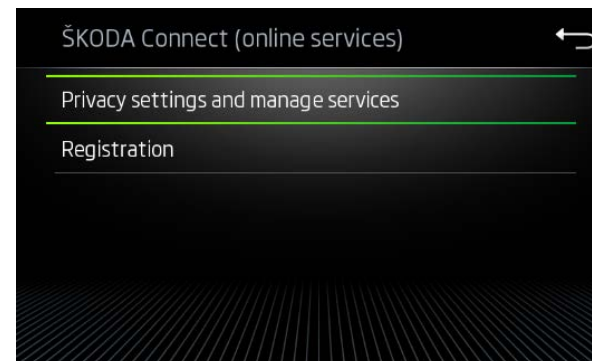 ŠKODA Connect (online services)
Privacy settings and manage services
Registration